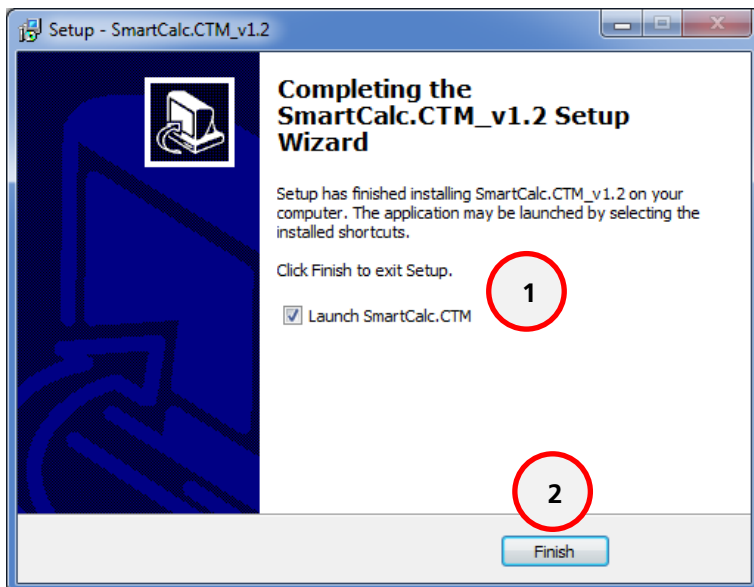 Setup - SmartCalc.CTM_v1.2
Completing the
SmartCalc.CTM_v1.2 Setup
Wizard
Setup has finished installing SmartCalc.CTM_v1.2 on your
computer. The application may be launched by selecting the
installed shortcuts.
Click Finish to exit Setup.
1
Launch SmartCalc.CTM
2
Finish